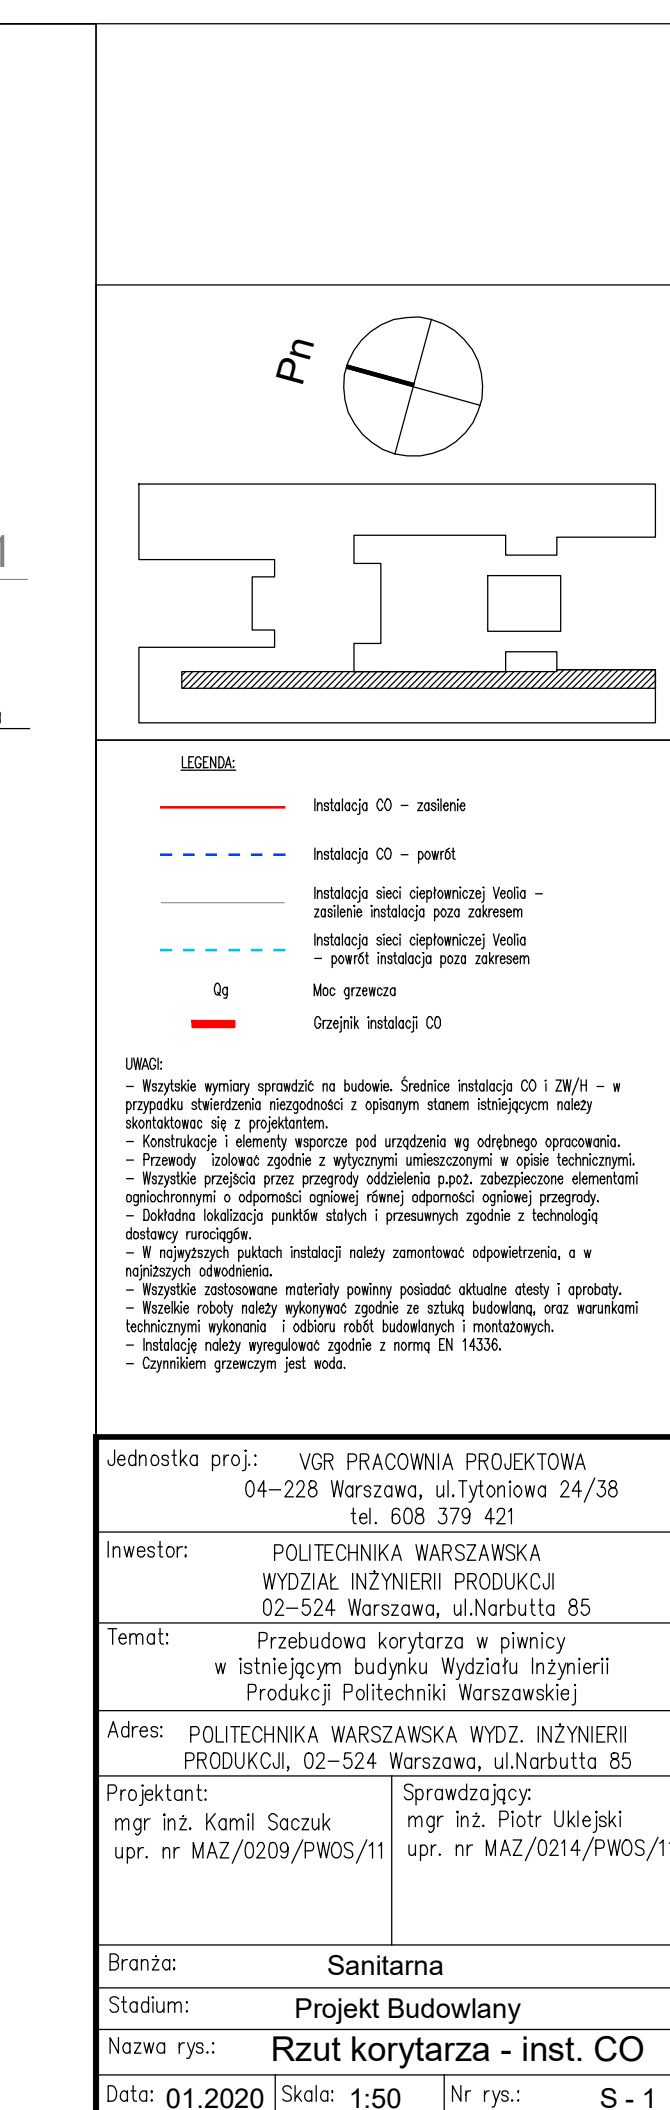 Pn
1
LEGENDA:
Instalacja CO – zasilenie
Instalacja CO – powrót
Instalacja sieci ciepłowniczej Veolia –
zasilenie instalacja poza zakresem
Instalacja sieci ciepłowniczej Veolia
– powrót instalacja poza zakresem
Qg Moc grzewcza
Grzejnik instalacji CO
UWAGI:
– Wszytskie wymiary sprawdzić na budowie. Średnice instalacja CO i ZW/H – w
przypadku stwierdzenia niezgodności z opisanym stanem istniejącycm należy
skontaktowac się z projektantem.
– Konstrukacje i elementy wsporcze pod urządzenia wg odrębnego opracowania.
– Przewody izolować zgodnie z wytycznymi umieszczonymi w opisie technicznymi.
– Wszystkie przejścia przez przegrody oddzielenia p.poż. zabezpieczone elementami
ogniochronnymi o odporności ogniowej równej odporności ogniowej przegrody.
– Dokładna lokalizacja punktów stałych i przesuwnych zgodnie z technologią
dostawcy rurociągów.
– W najwyższych puktach instalacji należy zamontować odpowietrzenia, a w
najniższych odwodnienia.
– Wszystkie zastosowane materiały powinny posiadać aktualne atesty i aprobaty.
– Wszelkie roboty należy wykonywać zgodnie ze sztuką budowlaną, oraz warunkami
technicznymi wykonania i odbioru robót budowlanych i montażowych.
– Instalację należy wyregulować zgodnie z normą EN 14336.
– Czynnikiem grzewczym jest woda.
Jednostka proj.: VGR PRACOWNIA PROJEKTOWA
04–228 Warszawa, ul.Tytoniowa 24/38
tel. 608 379 421
Inwestor: POLITECHNIKA WARSZAWSKA
WYDZIAŁ INŻYNIERII PRODUKCJI
02–524 Warszawa, ul.Narbutta 85
Temat: Przebudowa korytarza w piwnicy
w istniejącym budynku Wydziału Inżynierii
Produkcji Politechniki Warszawskiej
Adres: POLITECHNIKA WARSZAWSKA WYDZ. INŻYNIERII
PRODUKCJI, 02–524 Warszawa, ul.Narbutta 85
Projektant:
mgr inż. Kamil Saczuk
upr. nr MAZ/0209/PWOS/11
Sprawdzający:
mgr inż. Piotr Uklejski
upr. nr MAZ/0214/PWOS/11
Branża: Sanitarna
Stadium: Projekt Budowlany
Nazwa rys.: Rzut korytarza - inst. CO
Data: 01.2020 Skala: 1:50 Nr rys.: S - 1